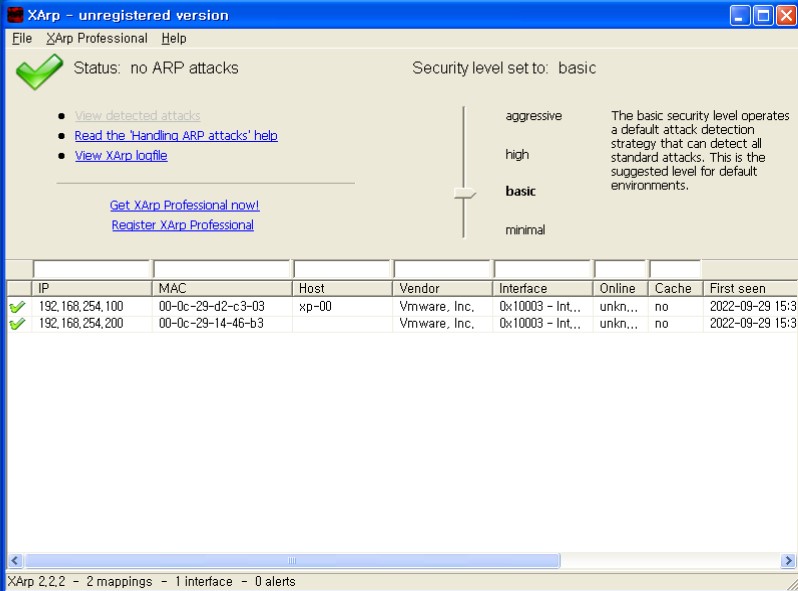 XArp - unregistered version
File XArp Professional Help
Status: no ARP attacks
Security level set to: basic
View detected attacks
Read the 'Handling ARP attacks' help
View XArp logfile
Get XArp Professional now!
Register XArp Professional
aggressive
high
basic
minimal
The basic security level operates
a default attack detection
strategy that can detect all
standard attacks. This is the
suggested level for default
environments.
IP MAC Host Vendor Interface Online Cache First seen
192.168.254.100 00-0c-29-d2-c3-03 xp-00 Vmware, Inc. 0x10003 - Int... unkn... no 2022-09-29 15:3
192.168.254.200 00-0c-29-14-46-b3 Vmware, Inc. 0x10003 - Int... unkn... no 2022-09-29 15:3
XArp 2.2.2 - 2 mappings - 1 interface - 0 alerts